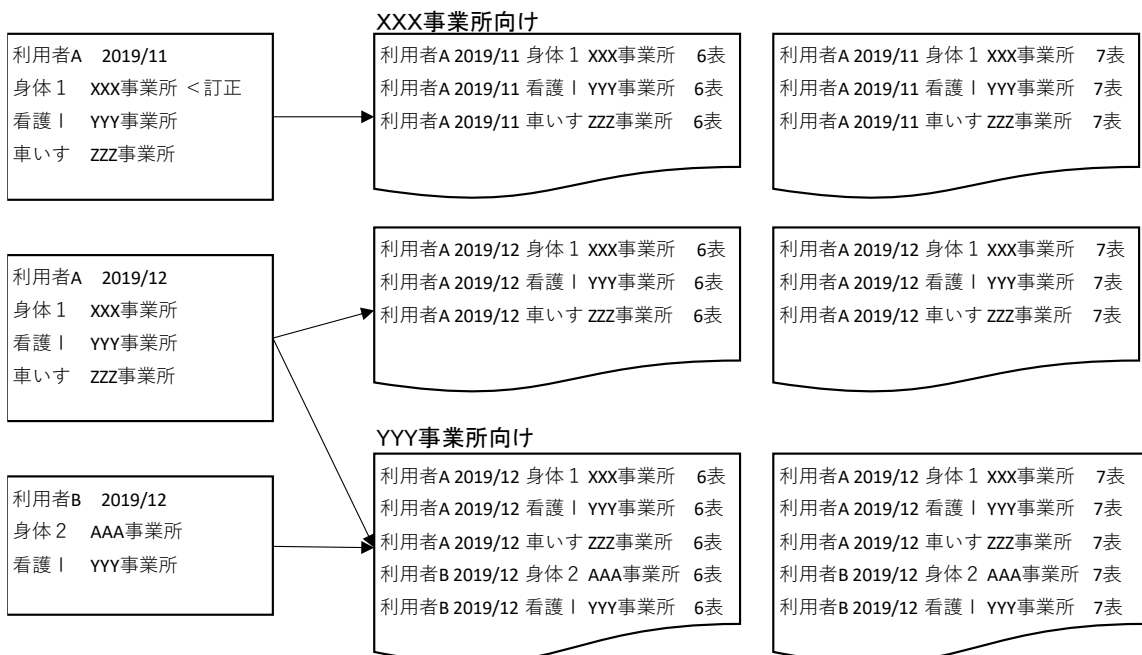 利用者A 2019/11
身体１ XXX事業所 ＜訂正
看護Ⅰ YYY事業所
車いす ZZZ事業所
利用者A 2019/12
身体１ XXX事業所
看護Ⅰ YYY事業所
車いす ZZZ事業所
利用者B 2019/12
身体２ AAA事業所
看護Ⅰ YYY事業所
XXX事業所向け
利用者A 2019/11 身体１ XXX事業所 6表
利用者A 2019/11 看護Ⅰ YYY事業所 6表
利用者A 2019/11 車いす ZZZ事業所 6表
利用者A 2019/11 身体１ XXX事業所 7表
利用者A 2019/11 看護Ⅰ YYY事業所 7表
利用者A 2019/11 車いす ZZZ事業所 7表
利用者A 2019/12 身体１ XXX事業所 6表
利用者A 2019/12 看護Ⅰ YYY事業所 6表
利用者A 2019/12 車いす ZZZ事業所 6表
利用者A 2019/12 身体１ XXX事業所 7表
利用者A 2019/12 看護Ⅰ YYY事業所 7表
利用者A 2019/12 車いす ZZZ事業所 7表
YYY事業所向け
利用者A 2019/12 身体１ XXX事業所 6表
利用者A 2019/12 看護Ⅰ YYY事業所 6表
利用者A 2019/12 車いす ZZZ事業所 6表
利用者B 2019/12 身体２ AAA事業所 6表
利用者B 2019/12 看護Ⅰ YYY事業所 6表
利用者A 2019/12 身体１ XXX事業所 7表
利用者A 2019/12 看護Ⅰ YYY事業所 7表
利用者A 2019/12 車いす ZZZ事業所 7表
利用者B 2019/12 身体２ AAA事業所 7表
利用者B 2019/12 看護Ⅰ YYY事業所 7表